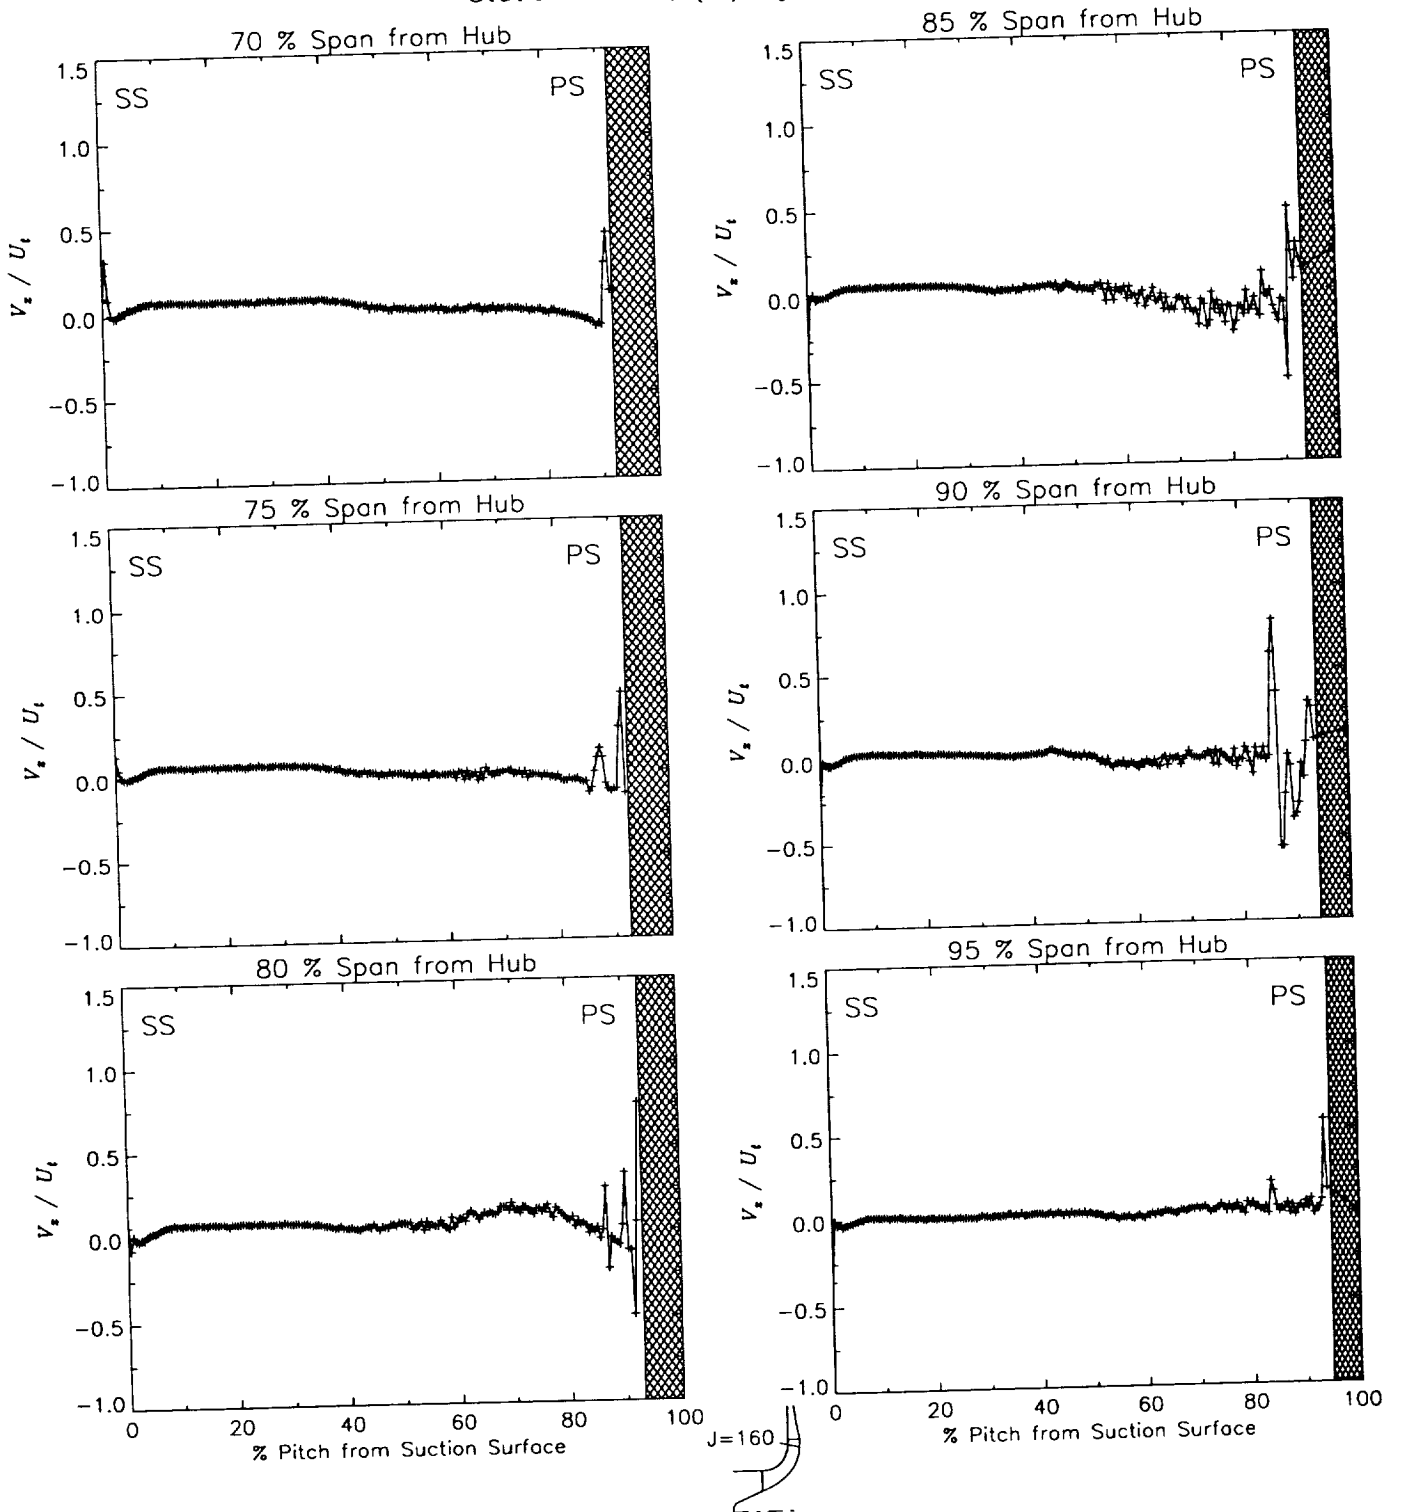 70 % Span from Hub
1.5
SS
PS
1.0
0.5
0.0
−0.5
−1.0
V_z / U_t
75 % Span from Hub
1.5
SS
PS
1.0
0.5
0.0
−0.5
−1.0
V_z / U_t
80 % Span from Hub
1.5
SS
PS
1.0
0.5
0.0
−0.5
−1.0
V_z / U_t
0 20 40 60 80 100
% Pitch from Suction Surface
85 % Span from Hub
1.5
SS
PS
1.0
0.5
0.0
−0.5
−1.0
V_z / U_t
90 % Span from Hub
1.5
SS
PS
1.0
0.5
0.0
−0.5
−1.0
V_z / U_t
95 % Span from Hub
1.5
SS
PS
1.0
0.5
0.0
−0.5
−1.0
V_z / U_t
0 20 40 60 80 100
% Pitch from Suction Surface
J=160